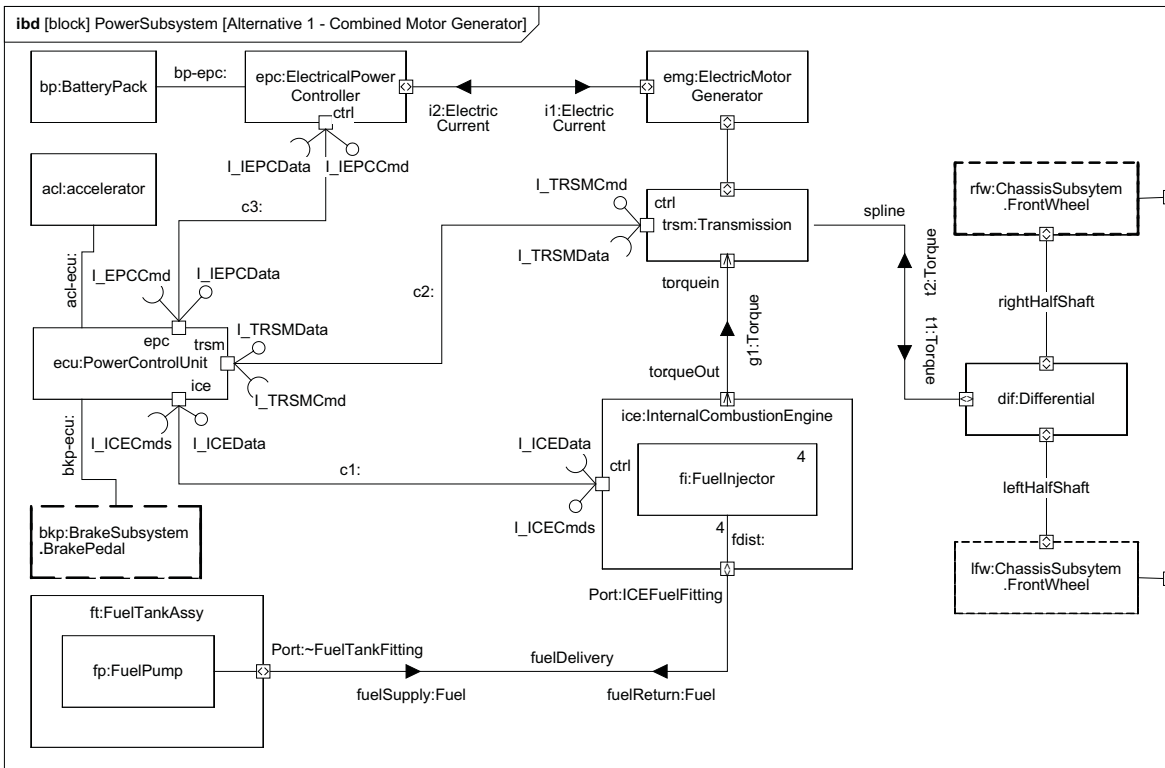 ibd [block] PowerSubsystem [Alternative 1 - Combined Motor Generator]
bp:BatteryPack
bp-epc:
epc:ElectricalPower
Controller
ctrl
i2:Electric
Current
i1:Electric
Current
emg:ElectricMotor
Generator
I_IEPCData
I_IEPCCmd
acl:accelerator
c3:
I_TRSMCmd
ctrl
trsm:Transmission
I_TRSMData
spline
rfw:ChassisSubsytem
.FrontWheel
acl-ecu:
I_EPCCmd
I_IEPCData
c2:
torquein
t2:Torque
t1:Torque
rightHalfShaft
epc
trsm
ecu:PowerControlUnit
ice
I_TRSMData
I_TRSMCmd
g1:Torque
torqueOut
dif:Differential
bkp-ecu:
I_ICECmds
I_ICEData
c1:
I_ICEData
ctrl
I_ICECmds
ice:InternalCombustionEngine
4
fi:FuelInjector
4
fdist:
leftHalfShaft
bkp:BrakeSubsystem
.BrakePedal
lfw:ChassisSubsytem
.FrontWheel
Port:ICEFuelFitting
ft:FuelTankAssy
fp:FuelPump
Port:~FuelTankFitting
fuelDelivery
fuelSupply:Fuel
fuelReturn:Fuel